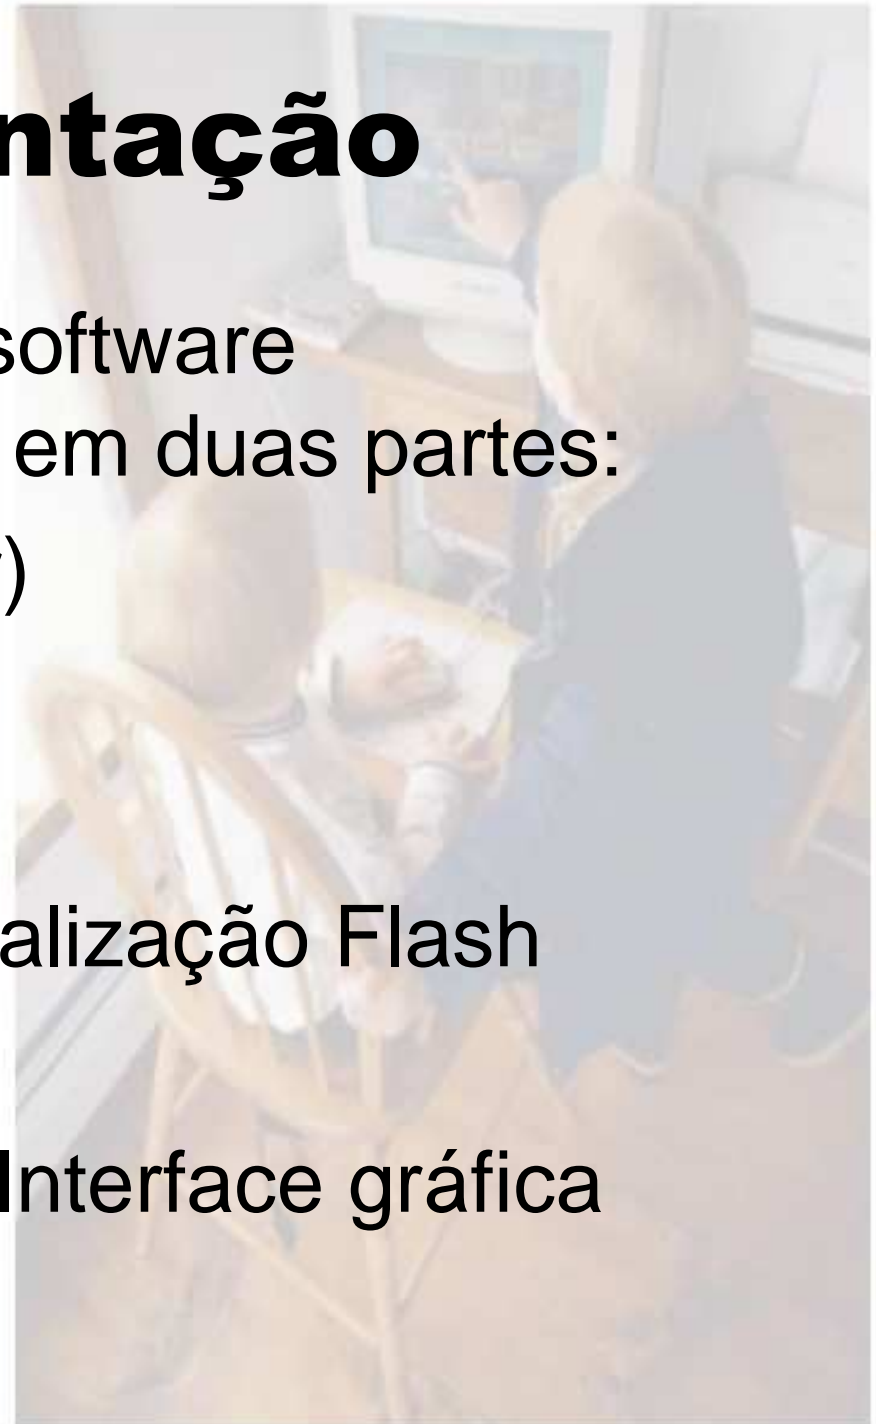 ntação
software
em duas partes:
)
alização Flash
Interface gráfica